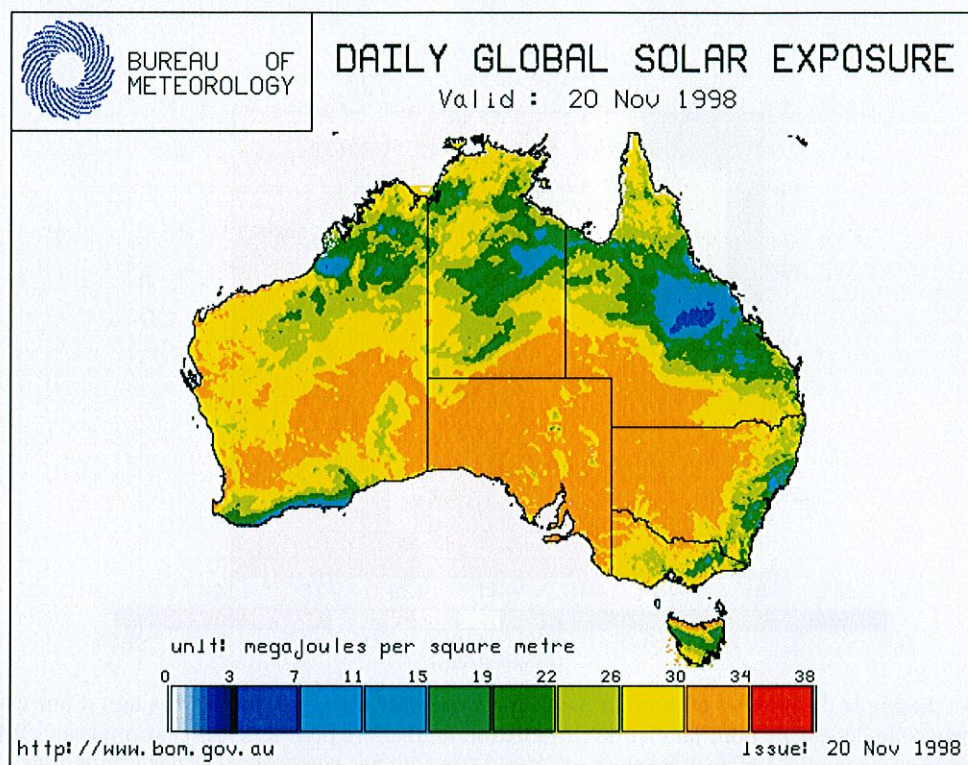 BUREAU OF
METEOROLOGY
DAILY GLOBAL SOLAR EXPOSURE
Valid : 20 Nov 1998
unit: megajoules per square metre
0 3 7 11 15 19 22 26 30 34 38
http://www.bom.gov.au
issue: 20 Nov 1998